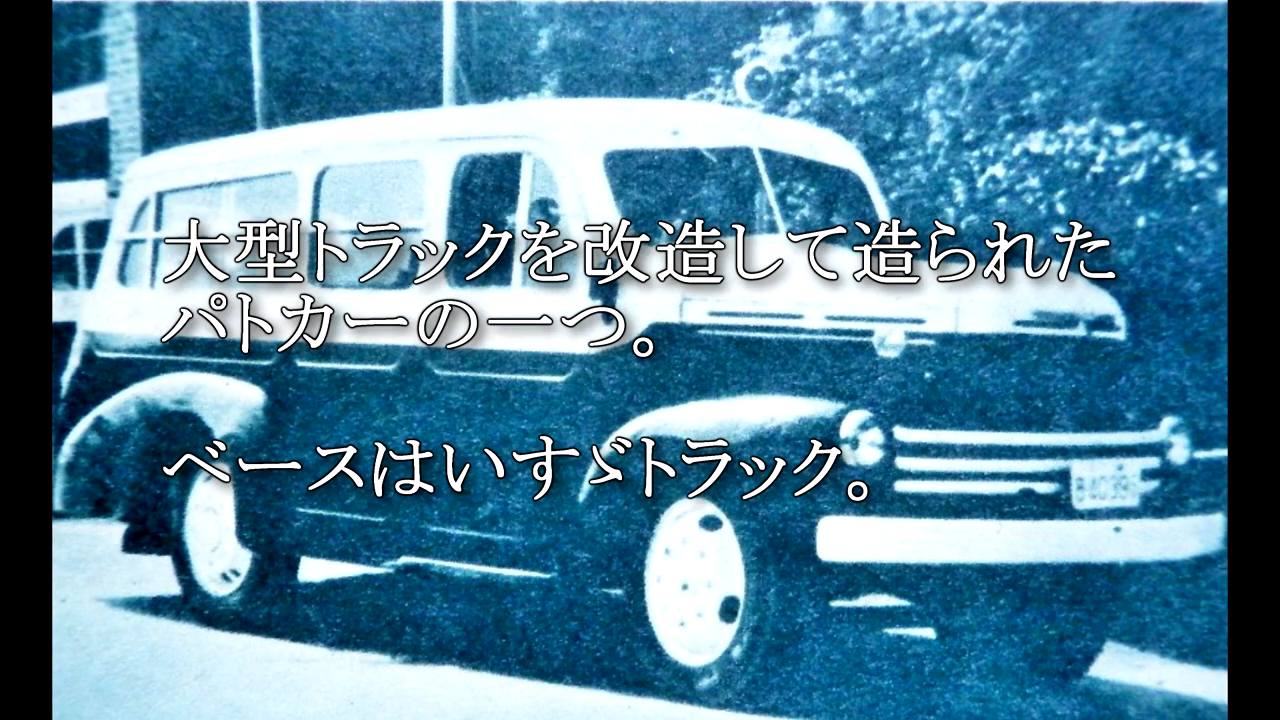 大型トラックを改造して造られた
パトカーの一つ。
ベースはいすゞトラック。